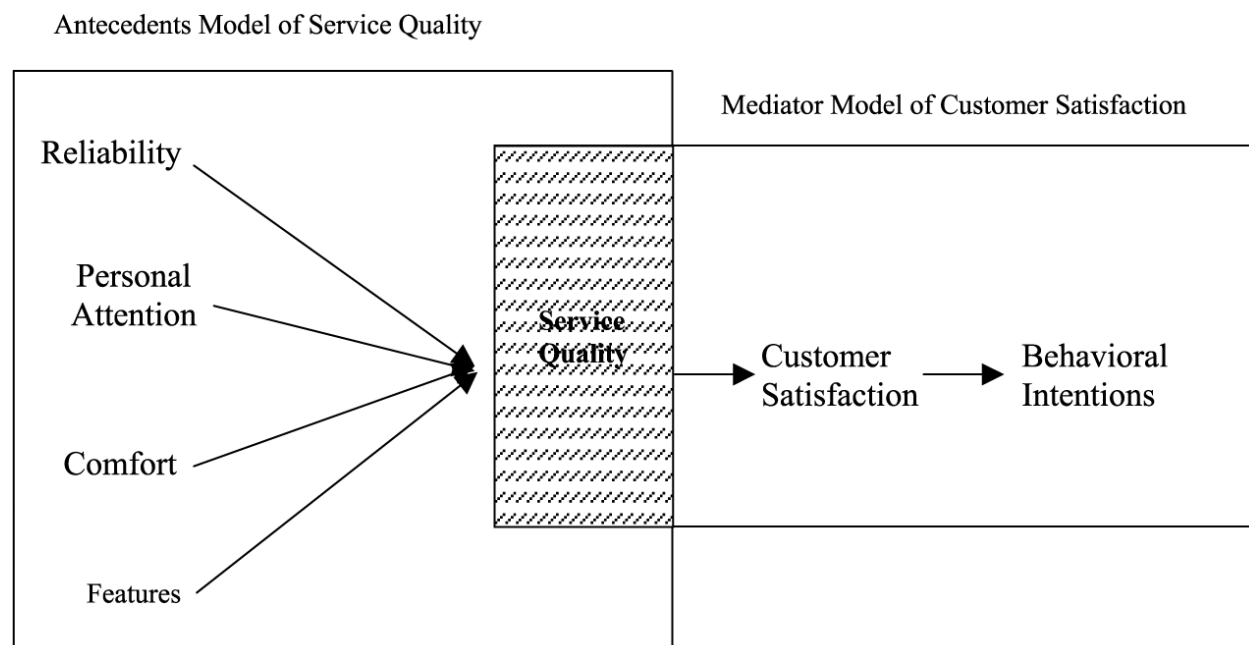 Antecedents Model of Service Quality
Mediator Model of Customer Satisfaction
Reliability
Personal
Attention
Comfort
Features
Service
Quality
Customer
Satisfaction
Behavioral
Intentions